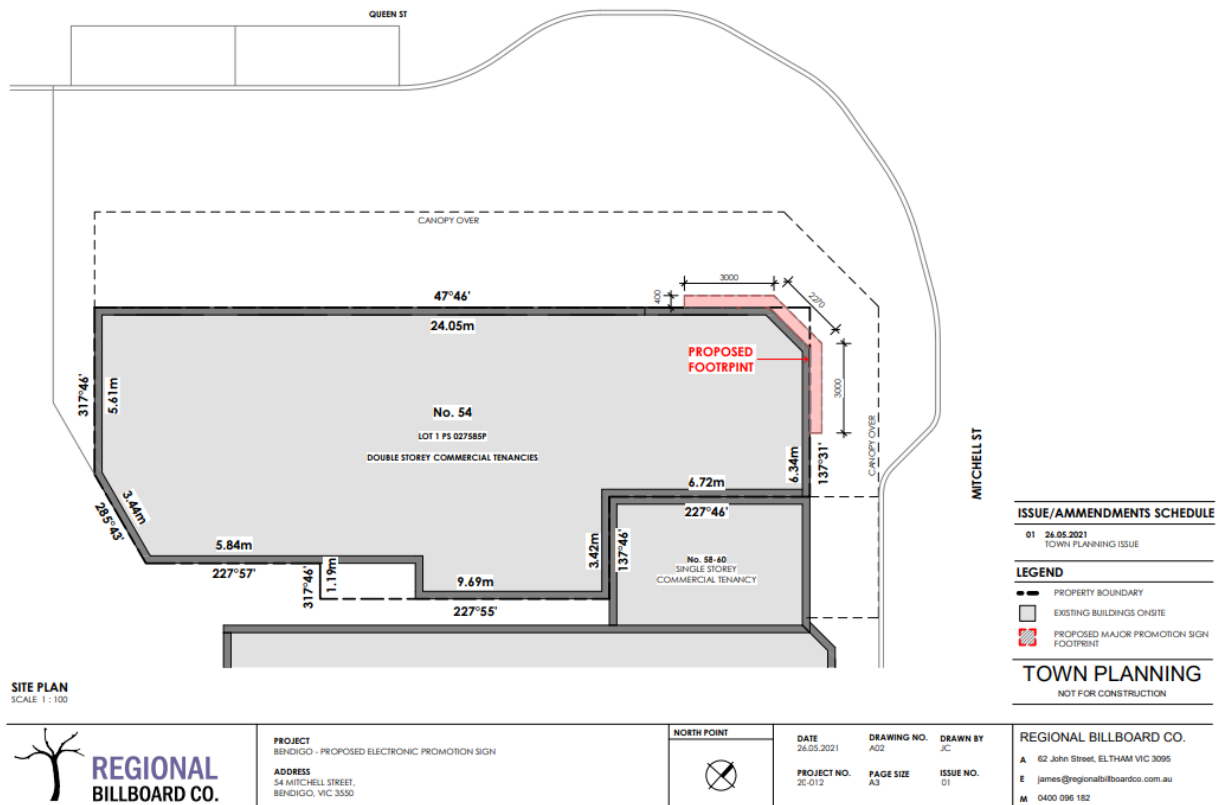 QUEEN ST
CANOPY OVER
3000
400
2270
47°46'
24.05m
PROPOSED
FOOTRPINT
3000
317°46'
5.61m
No. 54
LOT 1 PS 027585P
DOUBLE STOREY COMMERCIAL TENANCIES
CANOPY OVER
6.34m
137°31'
MITCHELL ST
6.72m
227°46'
3.44m
285°43'
5.84m
227°57'
317°46'
1.19m
9.69m
227°55'
3.42m
137°46'
No. 58-60
SINGLE STOREY
COMMERCIAL TENANCY
ISSUE/AMMENDMENTS SCHEDULE
01 26.05.2021
TOWN PLANNING ISSUE
LEGEND
PROPERTY BOUNDARY
EXISTING BUILDINGS ONSITE
PROPOSED MAJOR PROMOTION SIGN
FOOTPRINT
TOWN PLANNING
NOT FOR CONSTRUCTION
SITE PLAN
SCALE 1 : 100
REGIONAL
BILLBOARD CO.
PROJECT
BENDIGO - PROPOSED ELECTRONIC PROMOTION SIGN
ADDRESS
54 MITCHELL STREET,
BENDIGO, VIC 3550
NORTH POINT
DATE DRAWING NO. DRAWN BY
26.05.2021 A02 JC
PROJECT NO. PAGE SIZE ISSUE NO.
20-012 A3 01
REGIONAL BILLBOARD CO.
A 62 John Street, ELTHAM VIC 3095
E james@regionalbillboardco.com.au
M 0400 096 182